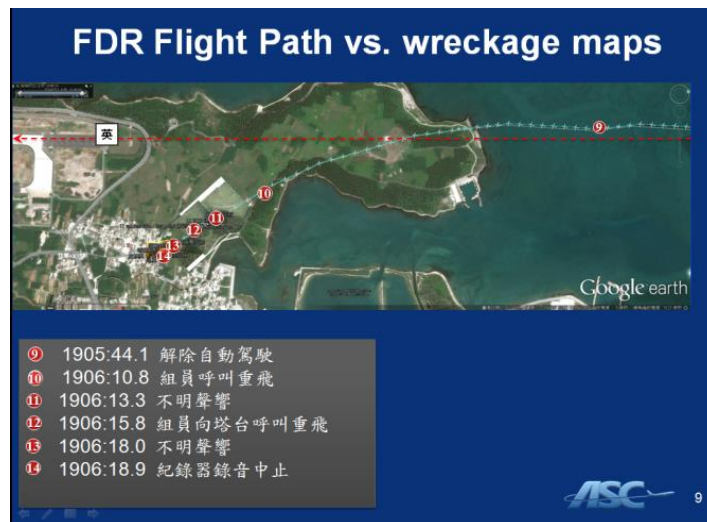 FDR Flight Path vs. wreckage maps
英
9
10
11
12
13
14
Google earth
9 1905:44.1 解除自動駕駛
10 1906:10.8 組員呼叫重飛
11 1906:13.3 不明聲響
12 1906:15.8 組員向塔台呼叫重飛
13 1906:18.0 不明聲響
14 1906:18.9 紀錄器錄音中止
ASC
9